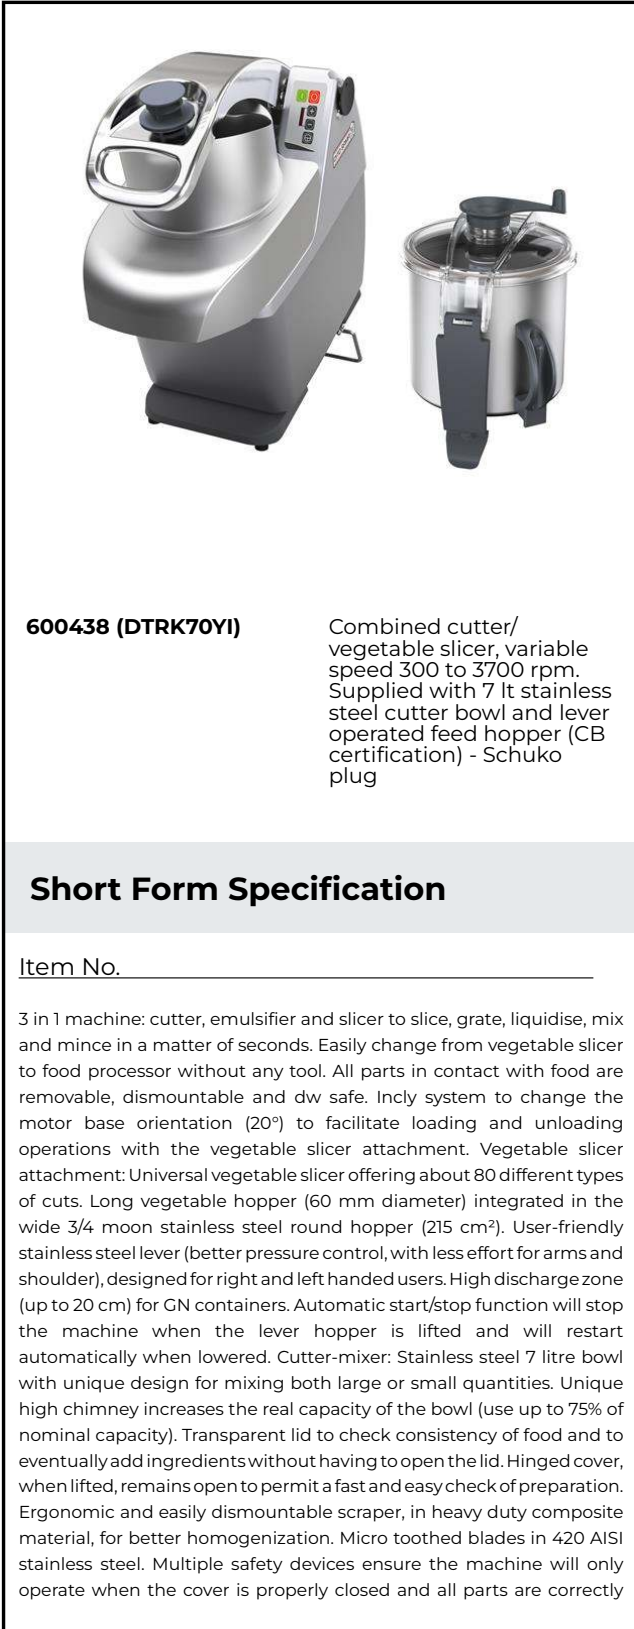 600438 (DTRK70YI)
Combined cutter/
vegetable slicer, variable
speed 300 to 3700 rpm.
Supplied with 7 lt stainless
steel cutter bowl and lever
operated feed hopper (CB
certification) - Schuko
plug
Short Form Specification
Item No.
3 in 1 machine: cutter, emulsifier and slicer to slice, grate, liquidise, mix
and mince in a matter of seconds. Easily change from vegetable slicer
to food processor without any tool. All parts in contact with food are
removable, dismountable and dw safe. Incly system to change the
motor base orientation (20°) to facilitate loading and unloading
operations with the vegetable slicer attachment. Vegetable slicer
attachment: Universal vegetable slicer offering about 80 different types
of cuts. Long vegetable hopper (60 mm diameter) integrated in the
wide 3/4 moon stainless steel round hopper (215 cm²). User-friendly
stainless steel lever (better pressure control, with less effort for arms and
shoulder), designed for right and left handed users. High discharge zone
(up to 20 cm) for GN containers. Automatic start/stop function will stop
the machine when the lever hopper is lifted and will restart
automatically when lowered. Cutter-mixer: Stainless steel 7 litre bowl
with unique design for mixing both large or small quantities. Unique
high chimney increases the real capacity of the bowl (use up to 75% of
nominal capacity). Transparent lid to check consistency of food and to
eventually add ingredients without having to open the lid. Hinged cover,
when lifted, remains open to permit a fast and easy check of preparation.
Ergonomic and easily dismountable scraper, in heavy duty composite
material, for better homogenization. Micro toothed blades in 420 AISI
stainless steel. Multiple safety devices ensure the machine will only
operate when the cover is properly closed and all parts are correctly